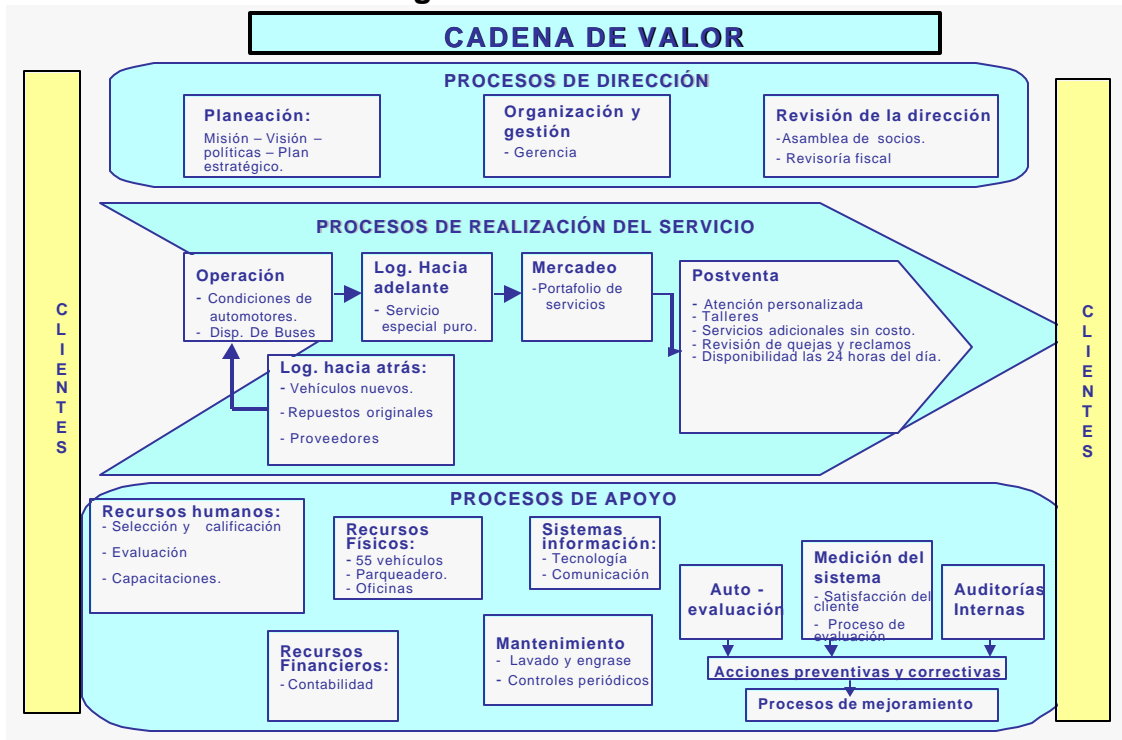 CADENA DE VALOR
PROCESOS DE DIRECCIÓN
Planeación:
Misión – Visión –
políticas – Plan
estratégico.
Organización y
gestión
- Gerencia
Revisión de la dirección
-Asamblea de socios.
- Revisoría fiscal
C
L
I
E
N
T
E
S
PROCESOS DE REALIZACIÓN DEL SERVICIO
Operación
- Condiciones de
automotores.
- Disp. De Buses
Log. Hacia
adelante
- Servicio
especial puro.
Mercadeo
-Portafolio de
servicios
Postventa
- Atención personalizada
- Talleres
- Servicios adicionales sin costo.
- Revisión de quejas y reclamos
- Disponibilidad las 24 horas del día.
Log. hacia atrás:
- Vehículos nuevos.
- Repuestos originales
- Proveedores
C
L
I
E
N
T
E
S
PROCESOS DE APOYO
Recursos humanos:
- Selección y calificación
- Evaluación
- Capacitaciones.
Recursos
Físicos:
- 55 vehículos
- Parqueadero.
- Oficinas
Sistemas
información:
- Tecnología
- Comunicación
Recursos
Financieros:
- Contabilidad
Mantenimiento
- Lavado y engrase
- Controles periódicos
Auto -
evaluación
Medición del
sistema
- Satisfacción del
cliente
- Proceso de
evaluación
Auditorías
Internas
Acciones preventivas y correctivas
Procesos de mejoramiento